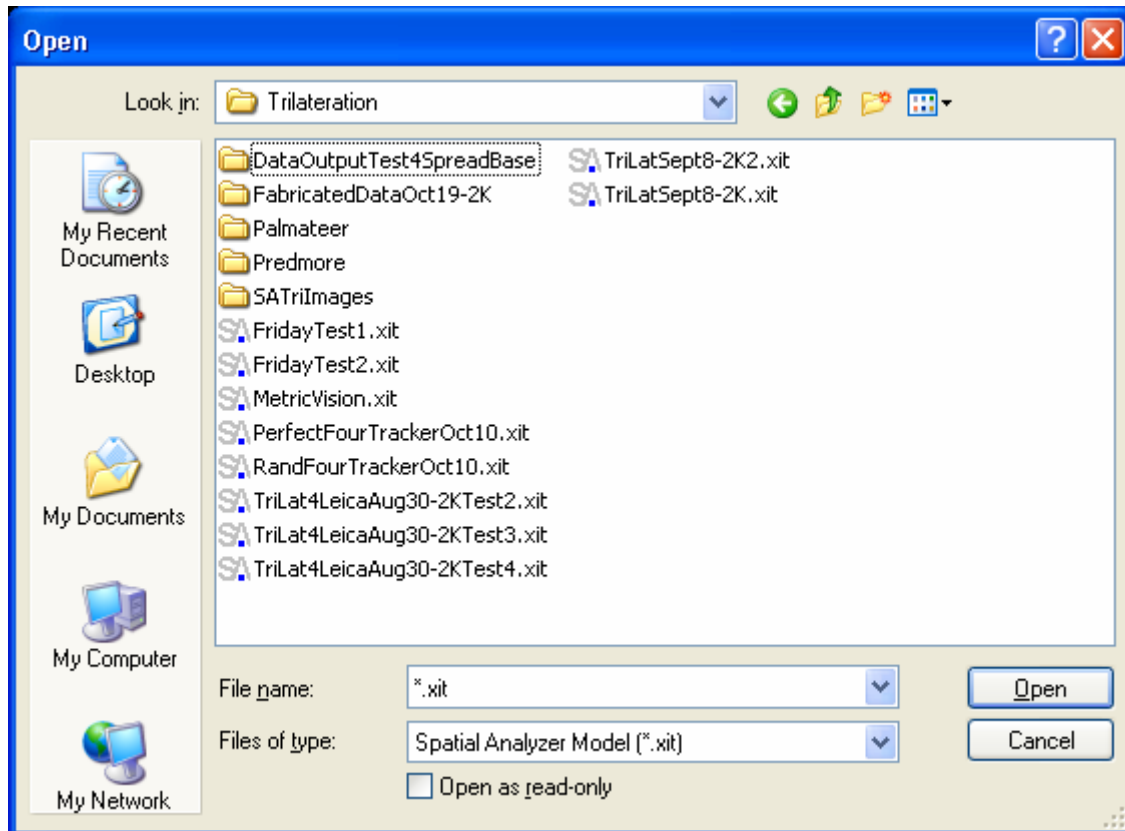 Open
Look in: Trilateration
My Recent
Documents
Desktop
My Documents
My Computer
My Network
DataOutputTest4SpreadBase
FabricatedDataOct19-2K
Palmateer
Predmore
SATriImages
FridayTest1.xit
FridayTest2.xit
MetricVision.xit
PerfectFourTrackerOct10.xit
RandFourTrackerOct10.xit
TriLat4LeicaAug30-2KTest2.xit
TriLat4LeicaAug30-2KTest3.xit
TriLat4LeicaAug30-2KTest4.xit
TriLatSept8-2K2.xit
TriLatSept8-2K.xit
File name: *.xit Open
Files of type: Spatial Analyzer Model (*.xit) Cancel
Open as read-only